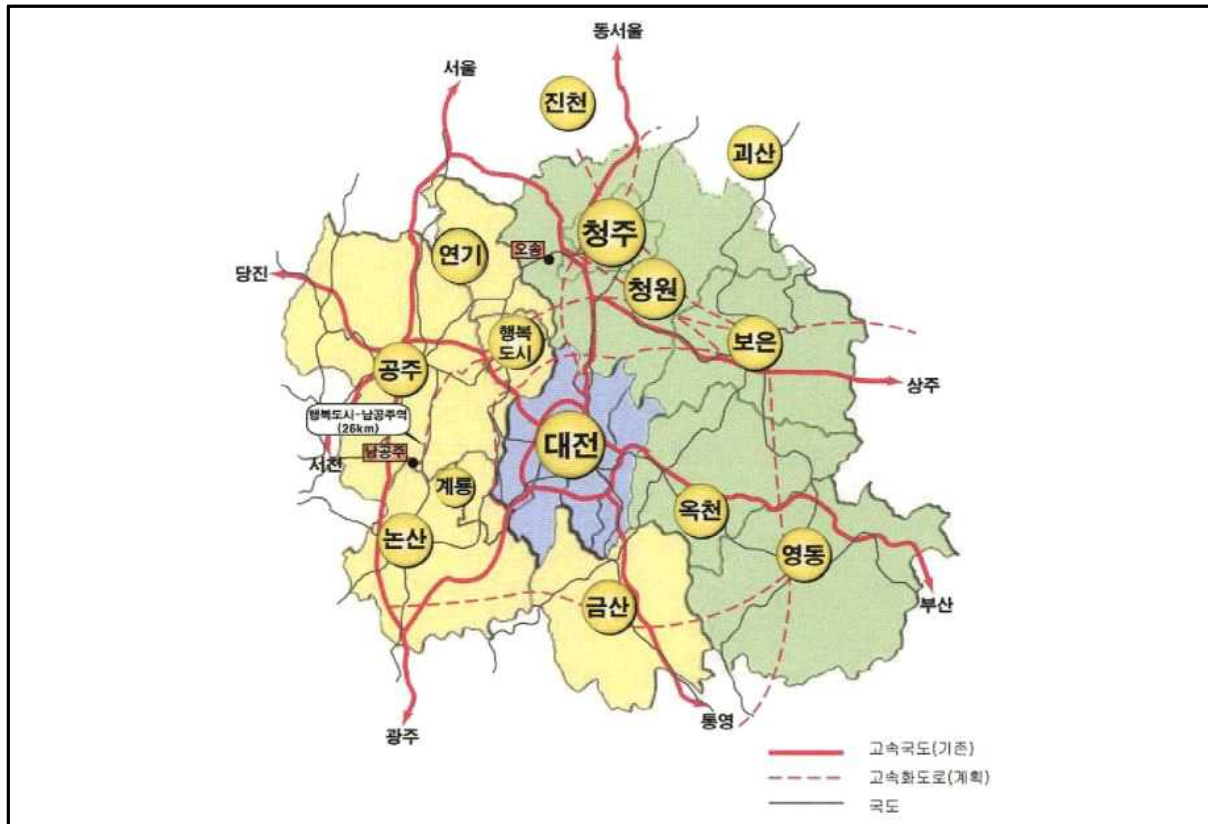 동서울
서울
진천
괴산
청주
연기
오송
당진
청원
행복
도시
보은
공주
상주
행복도시-남공주역
(26km)
대전
남공주
서천
계룡
옥천
논산
영동
금산
부산
통영
광주
고속국도(기존)
고속화도로(계획)
국도